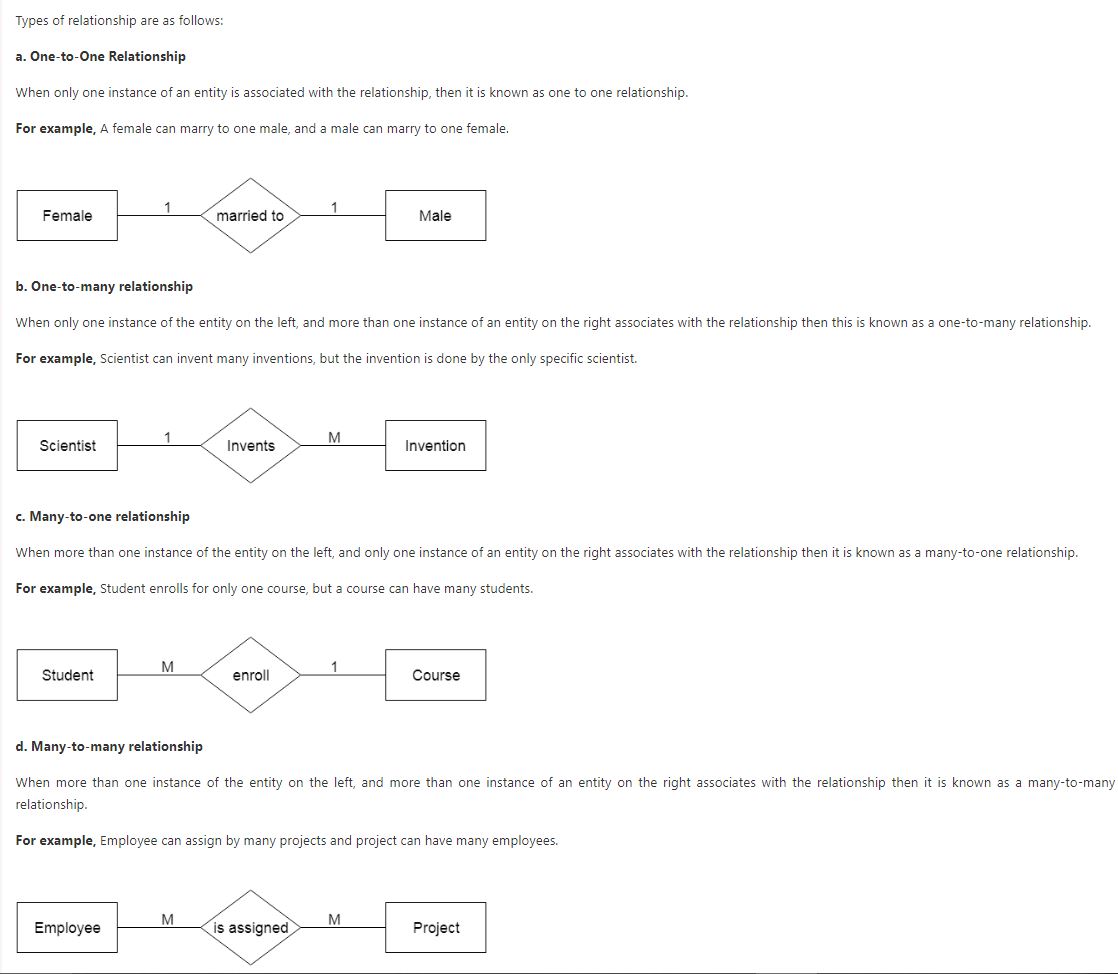 Types of relationship are as follows:
a. One-to-One Relationship
When only one instance of an entity is associated with the relationship, then it is known as one to one relationship.
For example, A female can marry to one male, and a male can marry to one female.
Female 1 married to 1 Male
b. One-to-many relationship
When only one instance of the entity on the left, and more than one instance of an entity on the right associates with the relationship then this is known as a one-to-many relationship.
For example, Scientist can invent many inventions, but the invention is done by the only specific scientist.
Scientist 1 Invents M Invention
c. Many-to-one relationship
When more than one instance of the entity on the left, and only one instance of an entity on the right associates with the relationship then it is known as a many-to-one relationship.
For example, Student enrolls for only one course, but a course can have many students.
Student M enroll 1 Course
d. Many-to-many relationship
When more than one instance of the entity on the left, and more than one instance of an entity on the right associates with the relationship then it is known as a many-to-many
relationship.
For example, Employee can assign by many projects and project can have many employees.
Employee M is assigned M Project